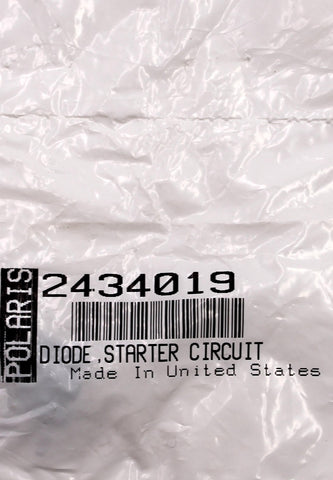 POLARIS
2434019
DIODE,STARTER CIRCUIT
Made In United States